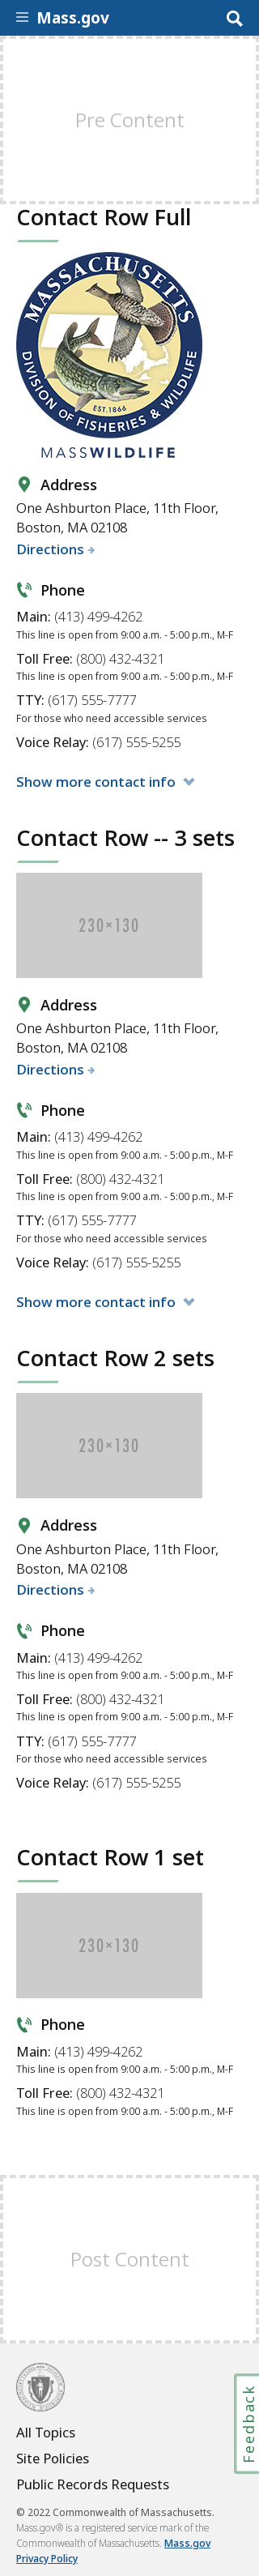 Mass.gov
Pre Content
Contact Row Full
MASSACHUSETTS
DIVISION OF FISHERIES & WILDLIFE
EST. 1866
MASSWILDLIFE
Address
One Ashburton Place, 11th Floor,
Boston, MA 02108
Directions
Phone
Main: (413) 499-4262
This line is open from 9:00 a.m. - 5:00 p.m., M-F
Toll Free: (800) 432-4321
This line is open from 9:00 a.m. - 5:00 p.m., M-F
TTY: (617) 555-7777
For those who need accessible services
Voice Relay: (617) 555-5255
Show more contact info
Contact Row -- 3 sets
230×130
Address
One Ashburton Place, 11th Floor,
Boston, MA 02108
Directions
Phone
Main: (413) 499-4262
This line is open from 9:00 a.m. - 5:00 p.m., M-F
Toll Free: (800) 432-4321
This line is open from 9:00 a.m. - 5:00 p.m., M-F
TTY: (617) 555-7777
For those who need accessible services
Voice Relay: (617) 555-5255
Show more contact info
Contact Row 2 sets
230×130
Address
One Ashburton Place, 11th Floor,
Boston, MA 02108
Directions
Phone
Main: (413) 499-4262
This line is open from 9:00 a.m. - 5:00 p.m., M-F
Toll Free: (800) 432-4321
This line is open from 9:00 a.m. - 5:00 p.m., M-F
TTY: (617) 555-7777
For those who need accessible services
Voice Relay: (617) 555-5255
Contact Row 1 set
230×130
Phone
Main: (413) 499-4262
This line is open from 9:00 a.m. - 5:00 p.m., M-F
Toll Free: (800) 432-4321
This line is open from 9:00 a.m. - 5:00 p.m., M-F
Post Content
Feedback
All Topics
Site Policies
Public Records Requests
© 2022 Commonwealth of Massachusetts.
Mass.gov® is a registered service mark of the
Commonwealth of Massachusetts. Mass.gov
Privacy Policy